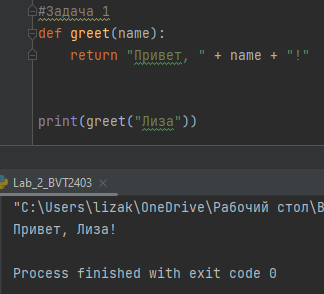 #Задача 1
def greet(name):
    return "Привет, " + name + "!"
print(greet("Лиза"))
Lab_2_BVT2403 ×
"C:\Users\lizak\OneDrive\Рабочий стол\B
Привет, Лиза!
Process finished with exit code 0